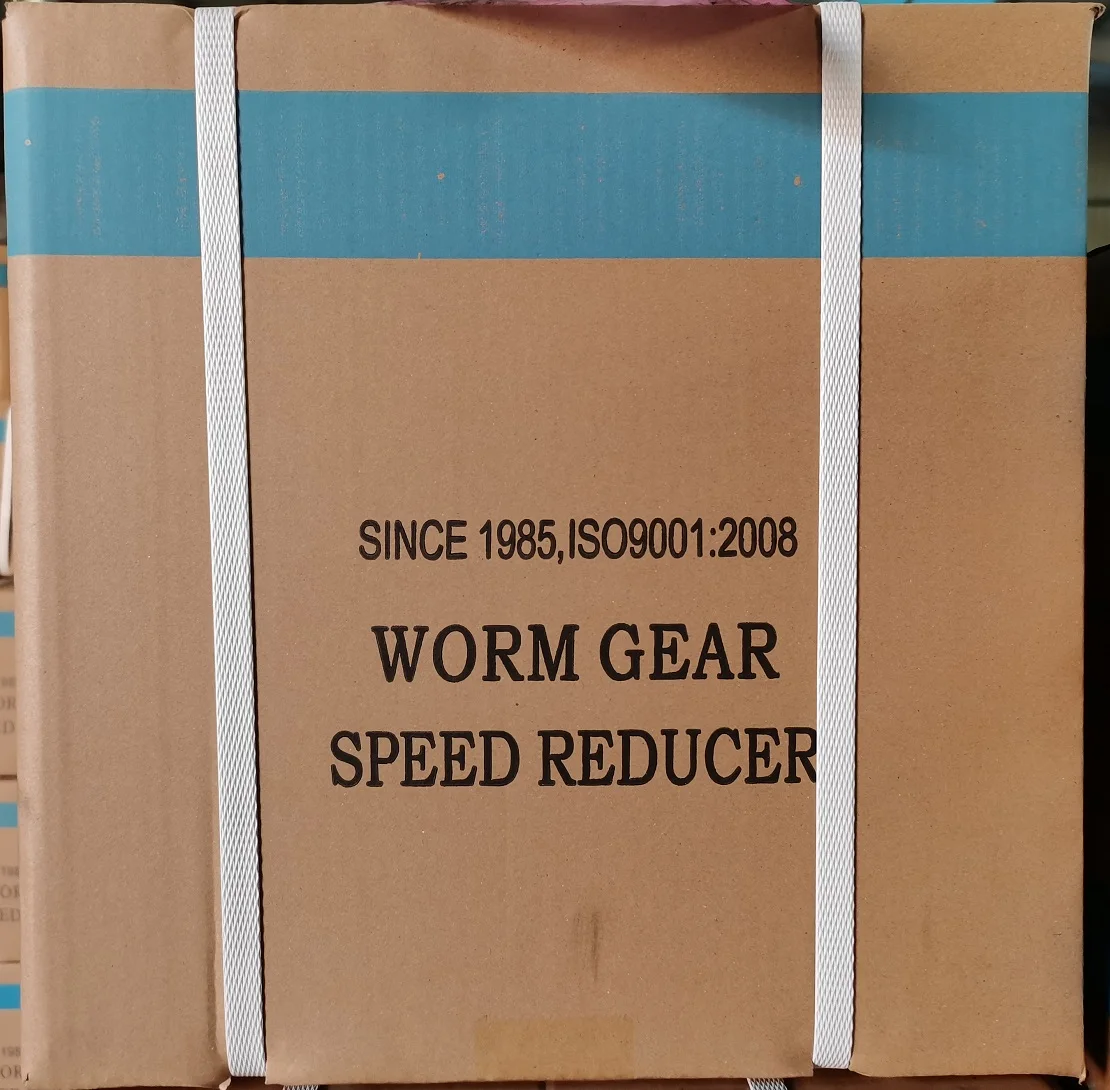 SINCE 1985,ISO9001:2008
WORM GEAR
SPEED REDUCER